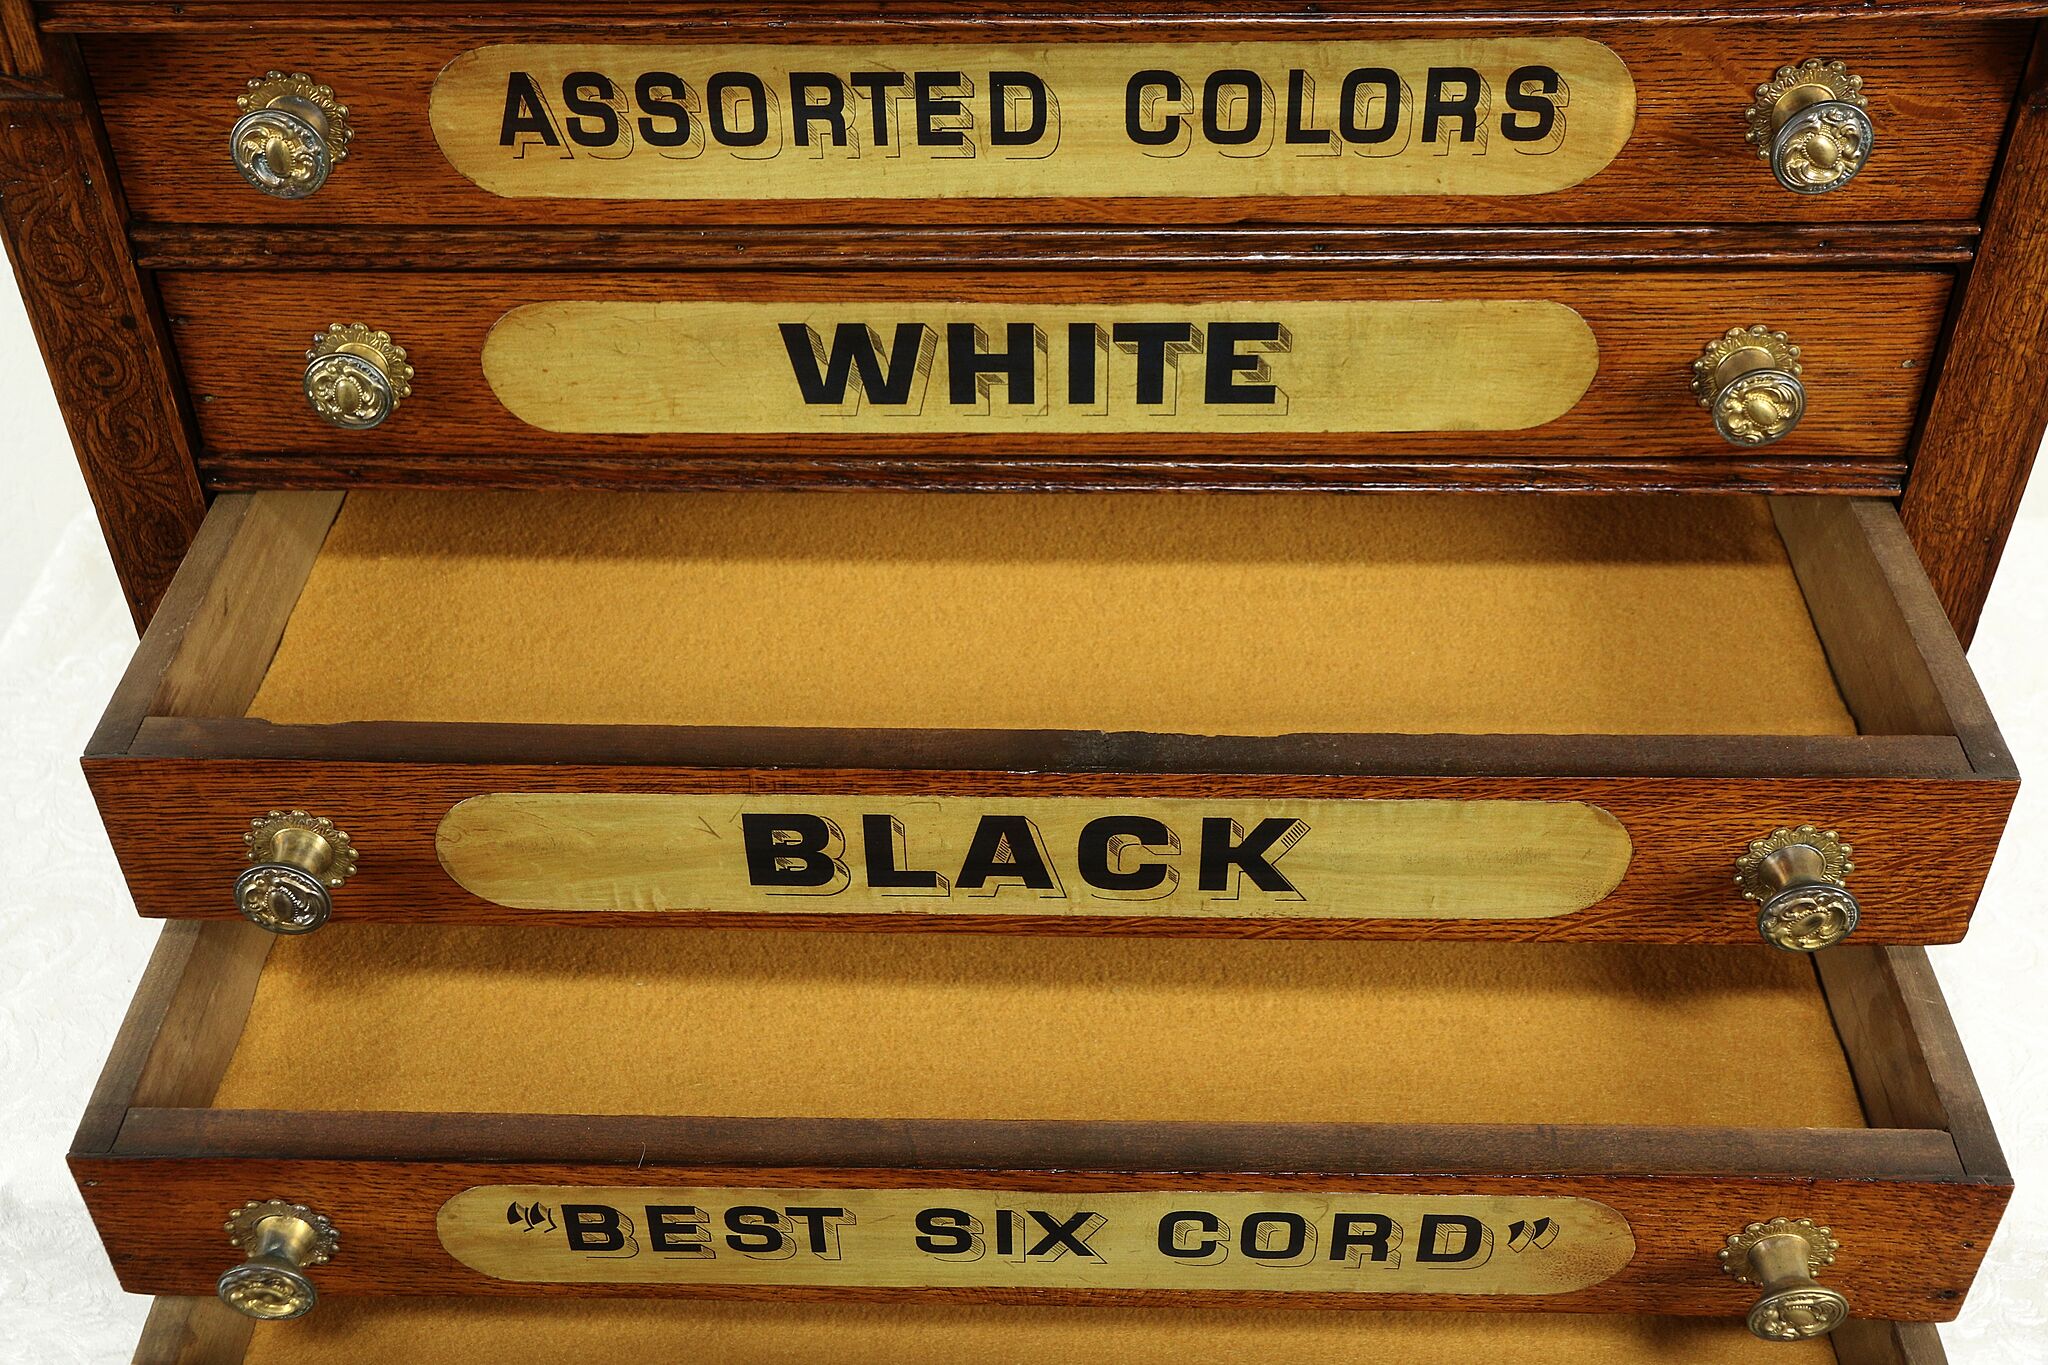 ASSORTED COLORS
WHITE
BLACK
“BEST SIX CORD”